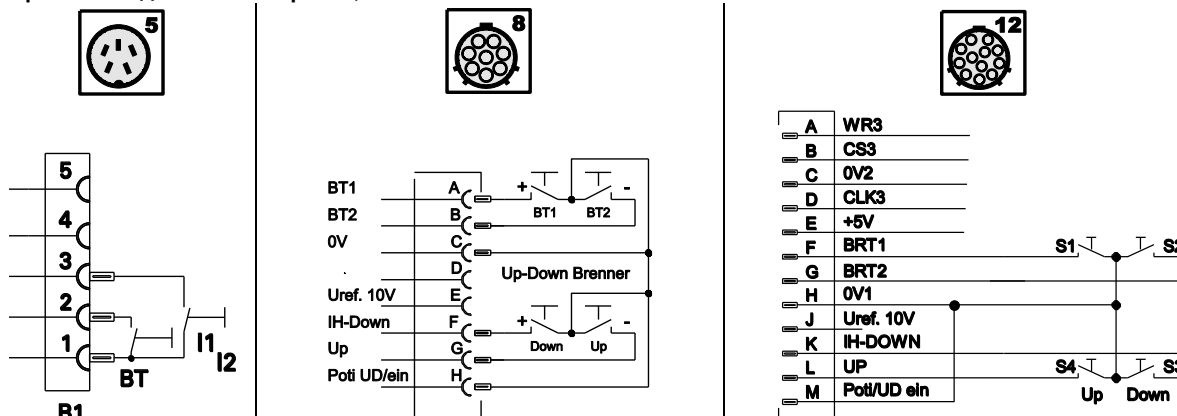 5
5
4
3
2
1
BT
I1
I2
B1
8
BT1
BT2
0V
Uref. 10V
IH-Down
Up
Poti UD/ein
A
B
C
D
E
F
G
H
+
-
BT1
BT2
Up-Down Brenner
+
-
Down
Up
12
A WR3
B CS3
C 0V2
D CLK3
E +5V
F BRT1
G BRT2
H 0V1
J Uref. 10V
K IH-DOWN
L UP
M Poti/UD ein
S1
S2
S4
Up Down